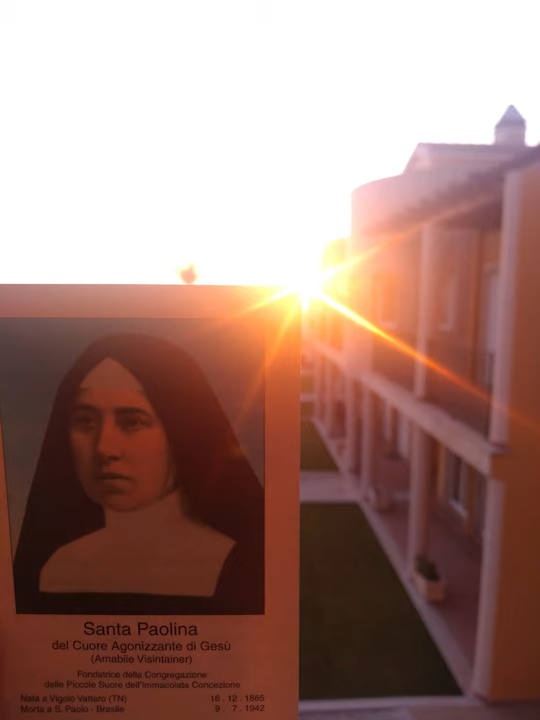 Santa Paolina
del Cuore Agonizzante di Gesù
(Amabile Visintainer)
Fondatrice della Congregazione
delle Piccole Suore dell'Immacolata Concezione
Nata a Vigolo Vattaro (TN) 16 . 12 . 1865
Morta a S. Paolo - Brasile 9 . 7 . 1942